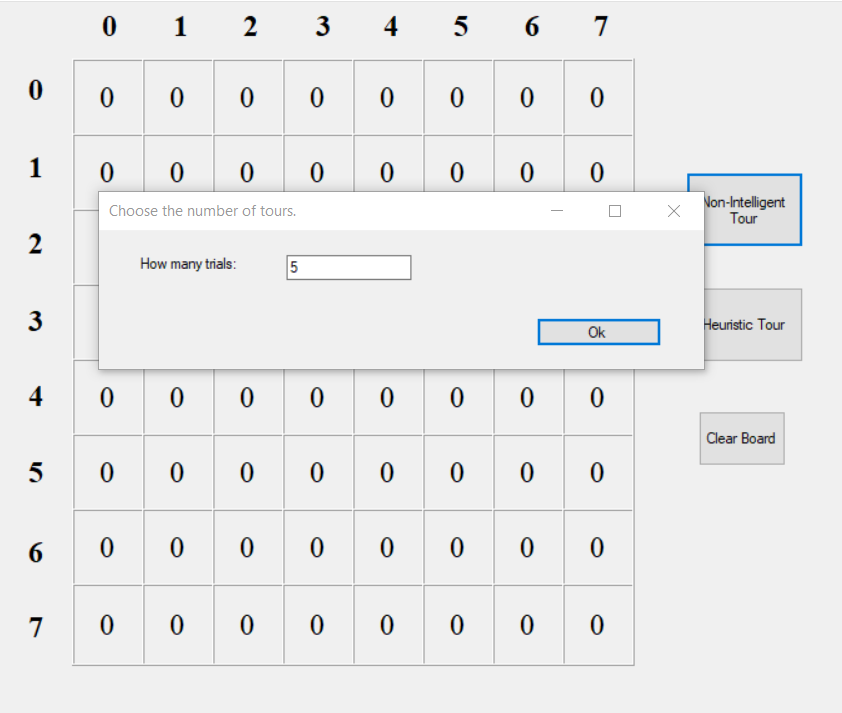 0 1 2 3 4 5 6 7
0 0 0 0 0 0 0 0 0
1 0 0 0 0 0 0 0 0
Choose the number of tours.
Non-Intelligent
Tour
2
How many trials: 5
3
Ok
Heuristic Tour
4 0 0 0 0 0 0 0 0
Clear Board
5 0 0 0 0 0 0 0 0
6 0 0 0 0 0 0 0 0
7 0 0 0 0 0 0 0 0